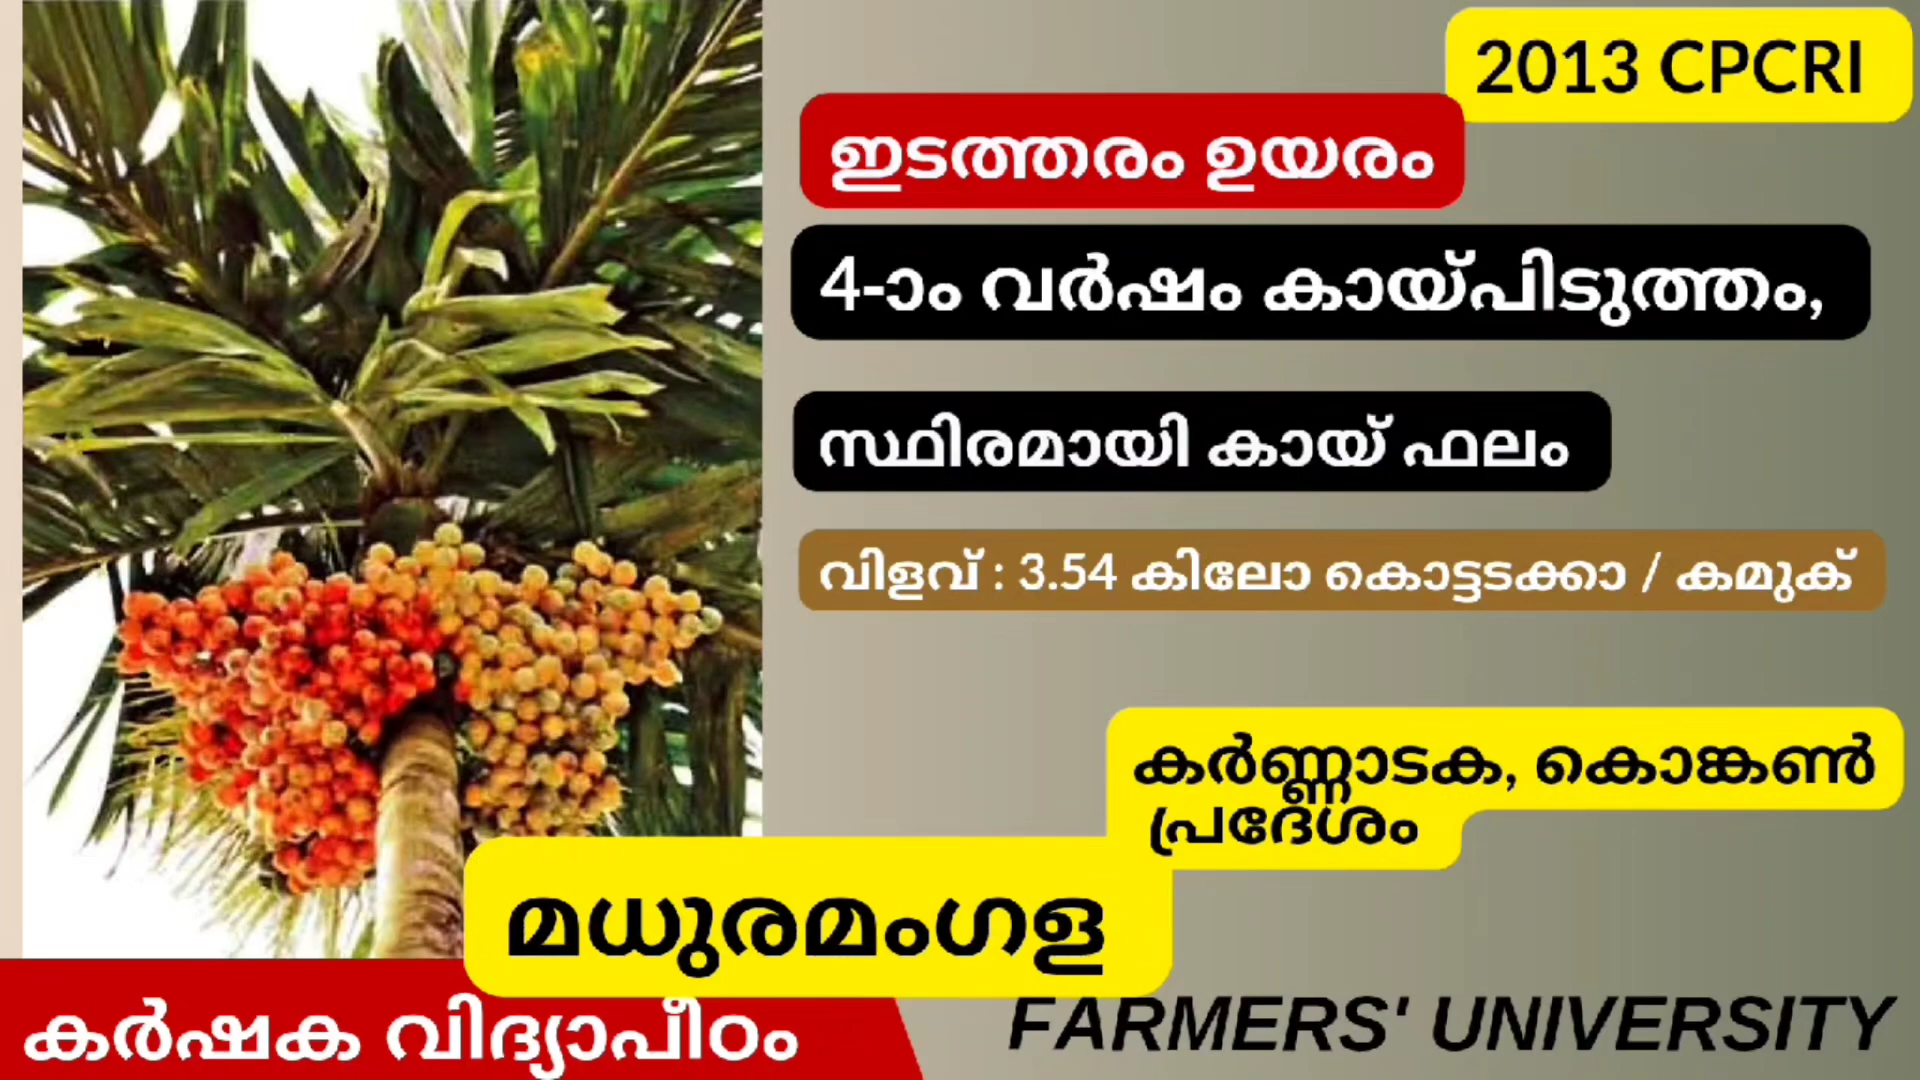 2013 CPCRI
ഇടത്തരം ഉയരം
4-ാം വർഷം കായ്പിടുത്തം,
സ്ഥിരമായി കായ് ഫലം
വിളവ് : 3.54 കിലോ കൊട്ടടക്കാ / കമുക്
കർണ്ണാടക, കൊങ്കൺ
പ്രദേശം
മധുരമംഗള
കർഷക വിദ്യാപീഠം
FARMERS' UNIVERSITY